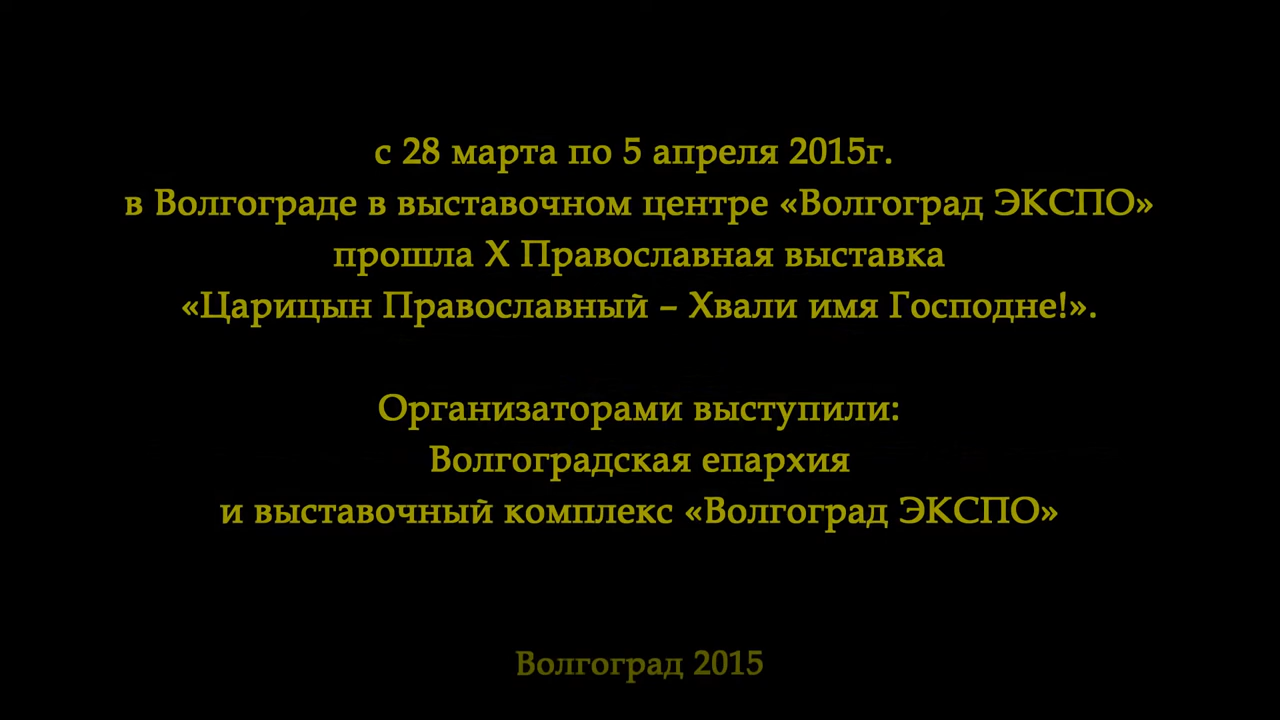 с 28 марта по 5 апреля 2015г.
в Волгограде в выставочном центре «Волгоград ЭКСПО»
прошла X Православная выставка
«Царицын Православный – Хвали имя Господне!».
Организаторами выступили:
Волгоградская епархия
и выставочный комплекс «Волгоград ЭКСПО»
Волгоград 2015